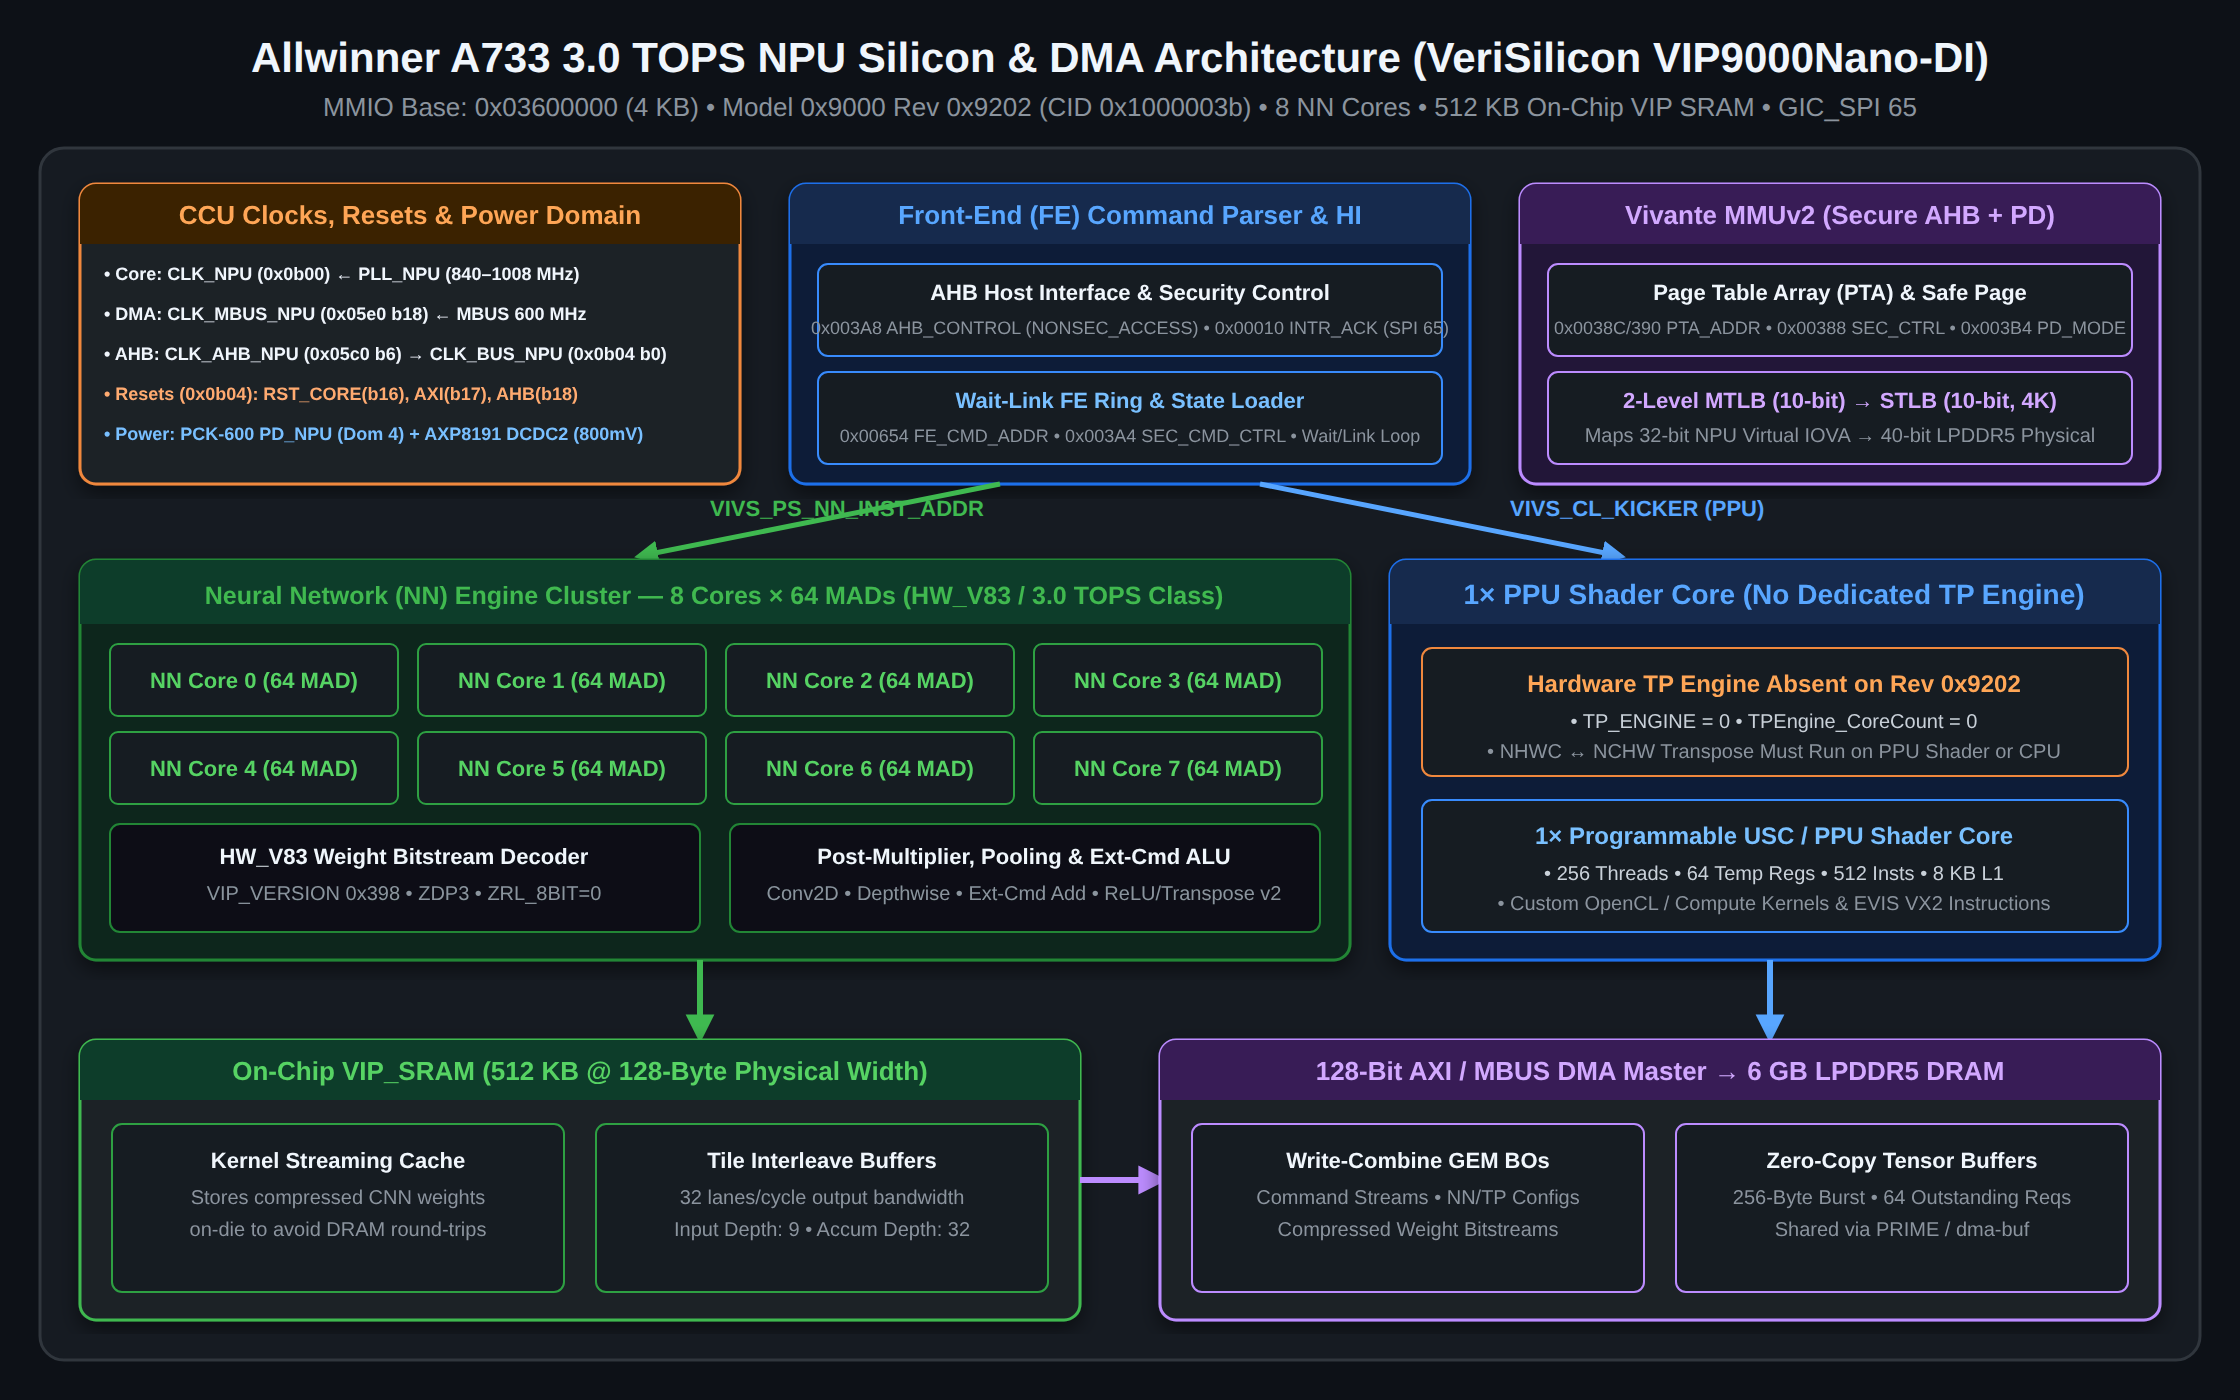 Allwinner A733 3.0 TOPS NPU Silicon & DMA Architecture (VeriSilicon VIP9000Nano-DI)
MMIO Base: 0x03600000 (4 KB) • Model 0x9000 Rev 0x9202 (CID 0x1000003b) • 8 NN Cores • 512 KB On-Chip VIP SRAM • GIC_SPI 65
CCU Clocks, Resets & Power Domain
• Core: CLK_NPU (0x0b00) ← PLL_NPU (840–1008 MHz)
• DMA: CLK_MBUS_NPU (0x05e0 b18) ← MBUS 600 MHz
• AHB: CLK_AHB_NPU (0x05c0 b6) → CLK_BUS_NPU (0x0b04 b0)
• Resets (0x0b04): RST_CORE(b16), AXI(b17), AHB(b18)
• Power: PCK-600 PD_NPU (Dom 4) + AXP8191 DCDC2 (800mV)
Front-End (FE) Command Parser & HI
AHB Host Interface & Security Control
0x003A8 AHB_CONTROL (NONSEC_ACCESS) • 0x00010 INTR_ACK (SPI 65)
Wait-Link FE Ring & State Loader
0x00654 FE_CMD_ADDR • 0x003A4 SEC_CMD_CTRL • Wait/Link Loop
Vivante MMUv2 (Secure AHB + PD)
Page Table Array (PTA) & Safe Page
0x0038C/390 PTA_ADDR • 0x00388 SEC_CTRL • 0x003B4 PD_MODE
2-Level MTLB (10-bit) → STLB (10-bit, 4K)
Maps 32-bit NPU Virtual IOVA → 40-bit LPDDR5 Physical
VIVS_PS_NN_INST_ADDR
VIVS_CL_KICKER (PPU)
Neural Network (NN) Engine Cluster — 8 Cores × 64 MADs (HW_V83 / 3.0 TOPS Class)
NN Core 0 (64 MAD)
NN Core 1 (64 MAD)
NN Core 2 (64 MAD)
NN Core 3 (64 MAD)
NN Core 4 (64 MAD)
NN Core 5 (64 MAD)
NN Core 6 (64 MAD)
NN Core 7 (64 MAD)
HW_V83 Weight Bitstream Decoder
VIP_VERSION 0x398 • ZDP3 • ZRL_8BIT=0
Post-Multiplier, Pooling & Ext-Cmd ALU
Conv2D • Depthwise • Ext-Cmd Add • ReLU/Transpose v2
1× PPU Shader Core (No Dedicated TP Engine)
Hardware TP Engine Absent on Rev 0x9202
• TP_ENGINE = 0 • TPEngine_CoreCount = 0
• NHWC ↔ NCHW Transpose Must Run on PPU Shader or CPU
1× Programmable USC / PPU Shader Core
• 256 Threads • 64 Temp Regs • 512 Insts • 8 KB L1
• Custom OpenCL / Compute Kernels & EVIS VX2 Instructions
On-Chip VIP_SRAM (512 KB @ 128-Byte Physical Width)
Kernel Streaming Cache
Stores compressed CNN weights
on-die to avoid DRAM round-trips
Tile Interleave Buffers
32 lanes/cycle output bandwidth
Input Depth: 9 • Accum Depth: 32
128-Bit AXI / MBUS DMA Master → 6 GB LPDDR5 DRAM
Write-Combine GEM BOs
Command Streams • NN/TP Configs
Compressed Weight Bitstreams
Zero-Copy Tensor Buffers
256-Byte Burst • 64 Outstanding Reqs
Shared via PRIME / dma-buf